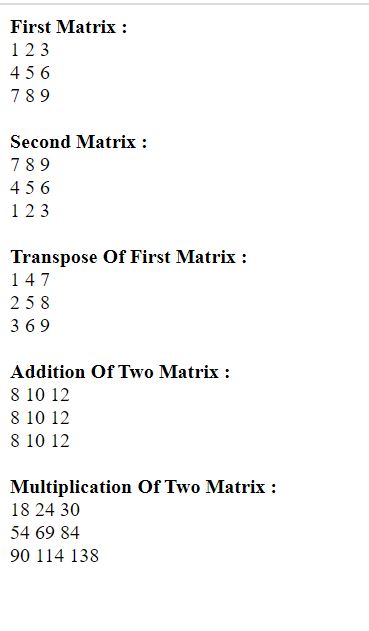 First Matrix :
1 2 3
4 5 6
7 8 9
Second Matrix :
7 8 9
4 5 6
1 2 3
Transpose Of First Matrix :
1 4 7
2 5 8
3 6 9
Addition Of Two Matrix :
8 10 12
8 10 12
8 10 12
Multiplication Of Two Matrix :
18 24 30
54 69 84
90 114 138